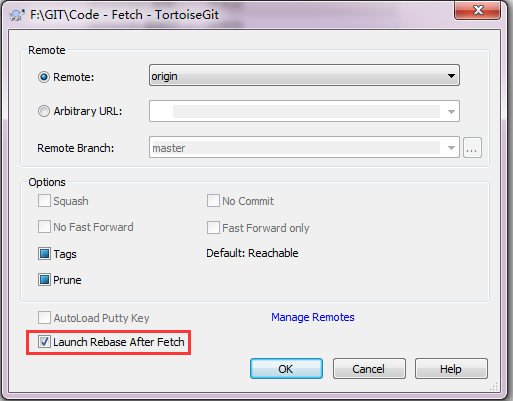 F:\GIT\Code - Fetch - TortoiseGit
Remote
Remote:
origin
Arbitrary URL:
Remote Branch:
master
...
Options
Squash
No Commit
No Fast Forward
Fast Forward only
Tags
Default: Reachable
Prune
AutoLoad Putty Key
Manage Remotes
Launch Rebase After Fetch
OK
Cancel
Help